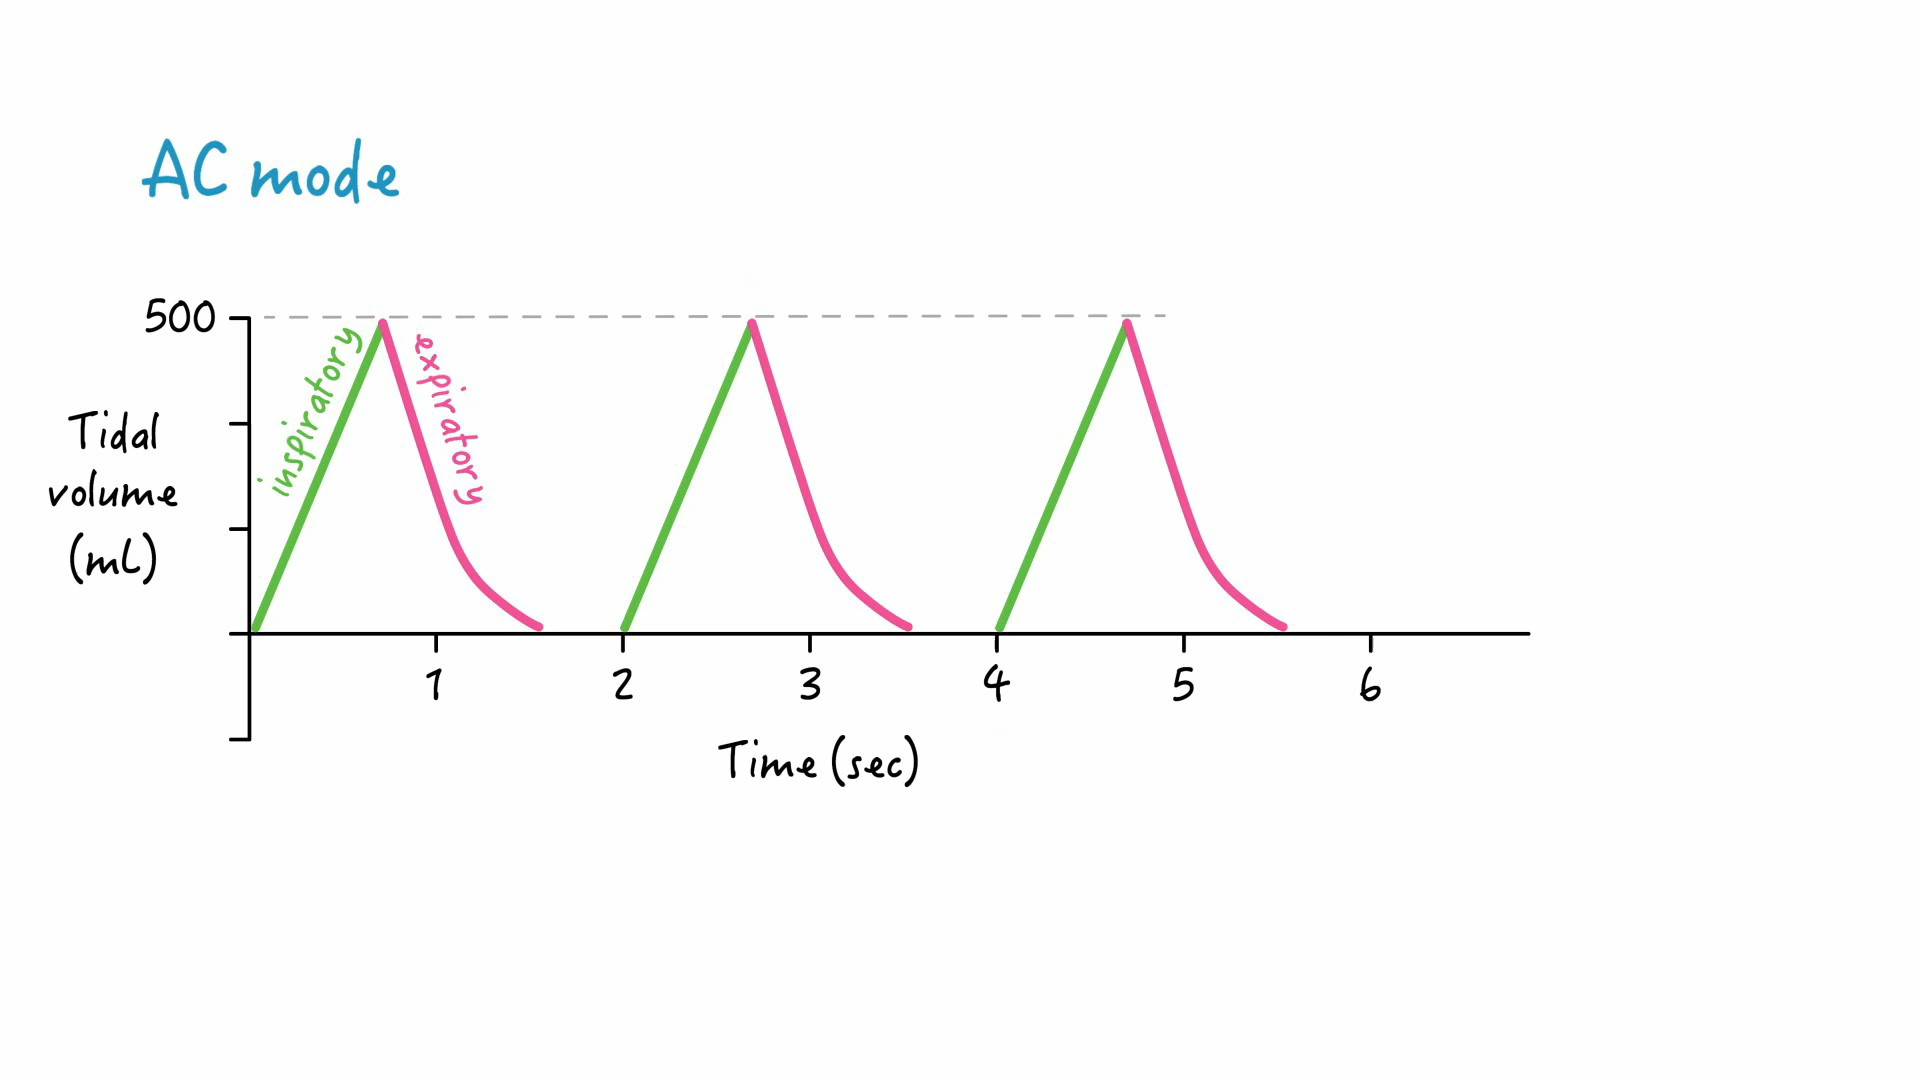 AC mode
500
inspiratory
expiratory
Tidal
volume
(mL)
1 2 3 4 5 6
Time (sec)